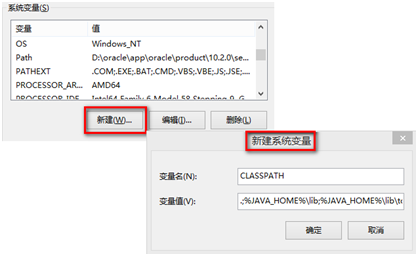 系统变量(S)
变量 值
OS Windows_NT
Path D:\oracle\app\oracle\product\10.2.0\se...
PATHEXT .COM;.EXE;.BAT;.CMD;.VBS;.VBE;.JS;.JSE;....
PROCESSOR_AR... AMD64
PROCESSOR_IDE Intel64 Family 6 Model 58 Stepping 9, G
新建(W)... 编辑(I)... 删除(L)
新建系统变量
变量名(N): CLASSPATH
变量值(V): .;%JAVA_HOME%\lib;%JAVA_HOME%\lib\to
确定 取消